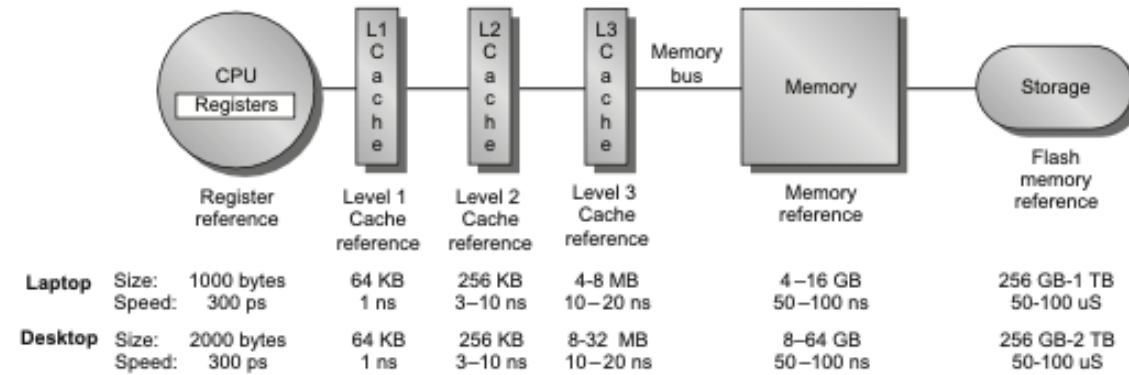 CPU
Registers
L1
C
a
c
h
e
L2
C
a
c
h
e
L3
C
a
c
h
e
Memory
bus
Memory
Storage
Register
reference
Level 1
Cache
reference
Level 2
Cache
reference
Level 3
Cache
reference
Memory
reference
Flash
memory
reference
Laptop Size: 1000 bytes 64 KB 256 KB 4-8 MB 4–16 GB 256 GB-1 TB
Speed: 300 ps 1 ns 3–10 ns 10–20 ns 50–100 ns 50-100 uS
Desktop Size: 2000 bytes 64 KB 256 KB 8-32 MB 8–64 GB 256 GB-2 TB
Speed: 300 ps 1 ns 3–10 ns 10–20 ns 50–100 ns 50-100 uS